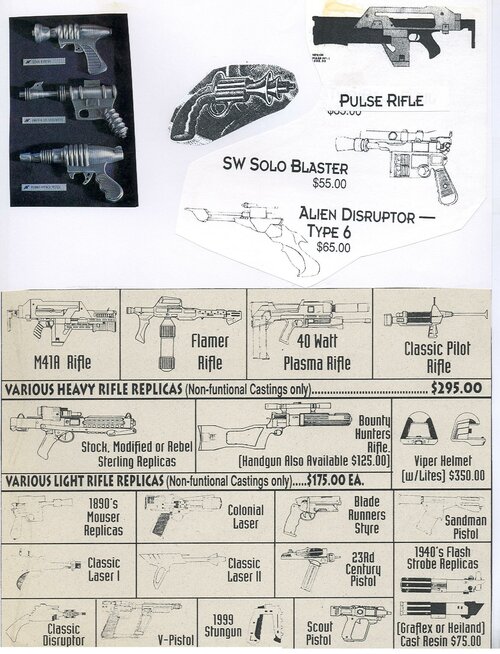 PULSE RIFLE
SW SOLO BLASTER
$55.00
ALIEN DISRUPTOR —
TYPE 6
$65.00
M41A Rifle
Flamer
Rifle
40 Watt
Plasma Rifle
Classic Pilot
Rifle
VARIOUS HEAVY RIFLE REPLICAS (Non-funtional Castings only)..............................$295.00
Stock, Modified or Rebel
Sterling Replicas
Bounty
Hunters
Rifle.
(Handgun Also Available $125.00)
Viper Helmet
(w/Lites) $350.00
VARIOUS LIGHT RIFLE REPLICAS (Non-funtional Castings only).....$175.00 EA.
1890's
Mouser
Replicas
Colonial
Laser
Blade
Runners
Styre
Sandman
Pistol
Classic
Laser I
Classic
Laser II
23Rd
Century
Pistol
1940's Flash
Strobe Replicas
Classic
Disruptor
V-Pistol
1999
Stungun
Scout
Pistol
(Graflex or Heiland)
Cast Resin $75.00